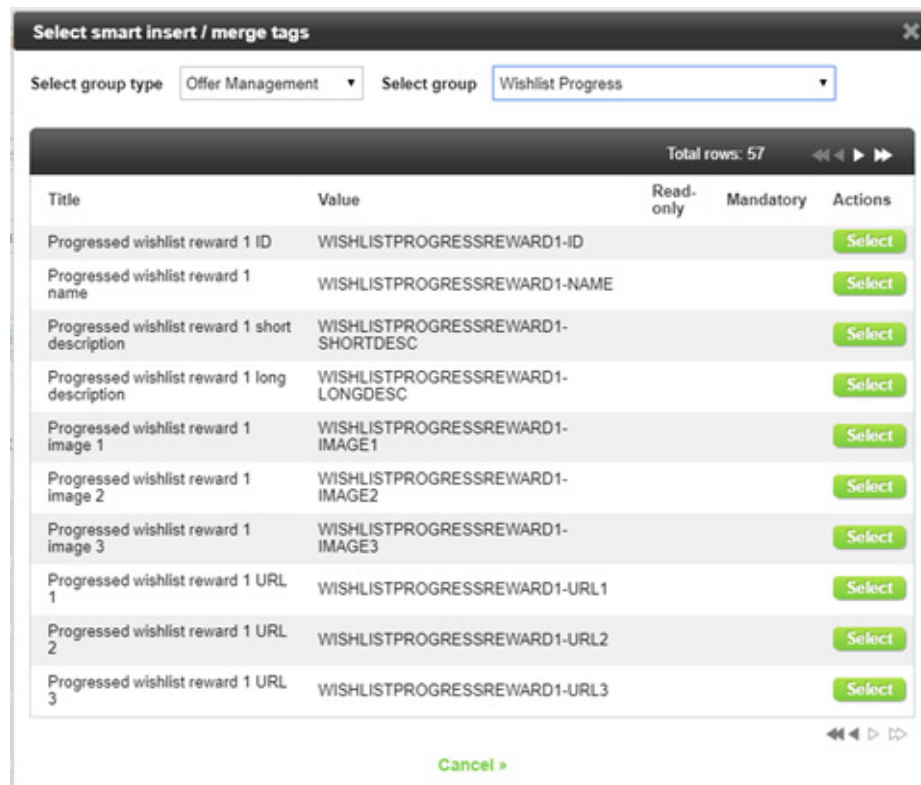 Select smart insert / merge tags
Select group type Offer Management Select group Wishlist Progress
Total rows: 57
Title Value Read-only Mandatory Actions
Progressed wishlist reward 1 ID WISHLISTPROGRESSREWARD1-ID Select
Progressed wishlist reward 1
name
WISHLISTPROGRESSREWARD1-NAME Select
Progressed wishlist reward 1 short
description
WISHLISTPROGRESSREWARD1-
SHORTDESC
Select
Progressed wishlist reward 1 long
description
WISHLISTPROGRESSREWARD1-
LONGDESC
Select
Progressed wishlist reward 1
image 1
WISHLISTPROGRESSREWARD1-
IMAGE1
Select
Progressed wishlist reward 1
image 2
WISHLISTPROGRESSREWARD1-
IMAGE2
Select
Progressed wishlist reward 1
image 3
WISHLISTPROGRESSREWARD1-
IMAGE3
Select
Progressed wishlist reward 1 URL
1
WISHLISTPROGRESSREWARD1-URL1 Select
Progressed wishlist reward 1 URL
2
WISHLISTPROGRESSREWARD1-URL2 Select
Progressed wishlist reward 1 URL
3
WISHLISTPROGRESSREWARD1-URL3 Select
Cancel »